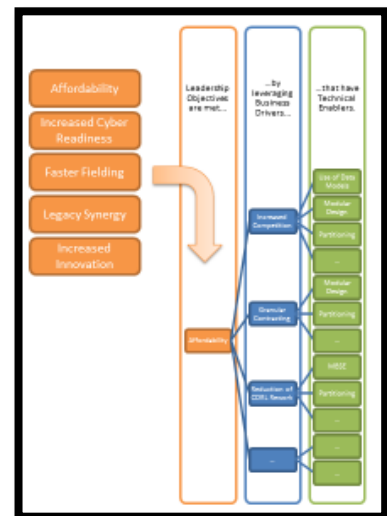 Affordability
Increased Cyber
Readiness
Faster Fielding
Legacy Synergy
Increased
Innovation
Leadership
Objectives
are met...
...by
leveraging
Business
Drivers...
...that have
Technical
Enablers.
Affordability
Increased
Competition
Granular
Contracting
Reduction of
CDRL Rework
...
Use of Data
Models
Modular
Design
Partitioning
...
Modular
Design
Partitioning
...
MBSE
Partitioning
...
...
...